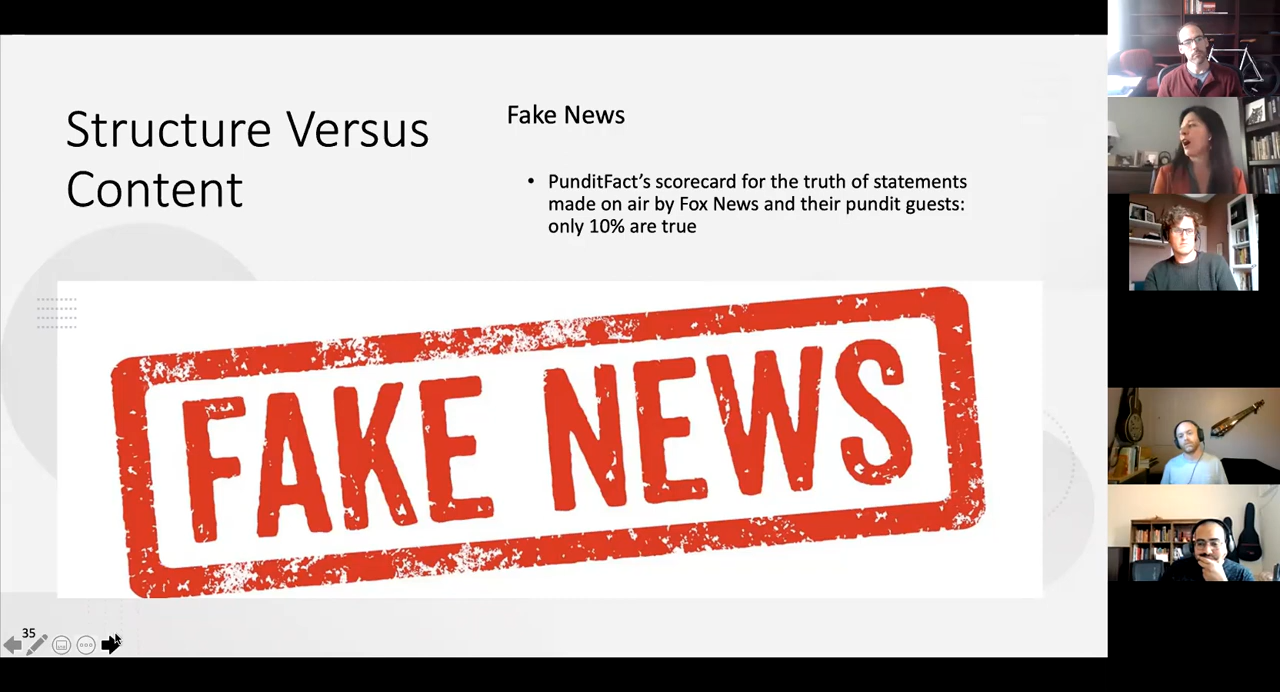 Structure Versus
Content
Fake News
• PunditFact’s scorecard for the truth of statements
made on air by Fox News and their pundit guests:
only 10% are true
FAKE NEWS
35